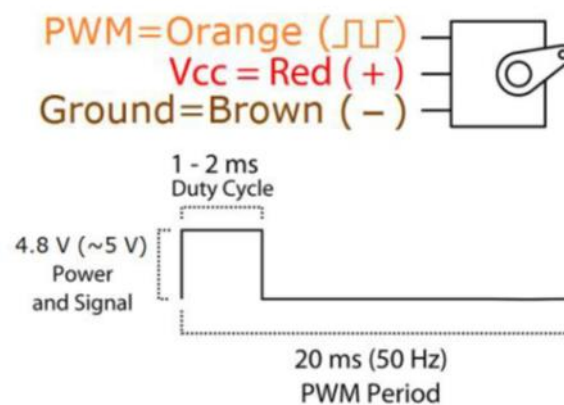 PWM=Orange (⎍⎍)
Vcc = Red (+)
Ground=Brown (−)
1 - 2 ms
Duty Cycle
4.8 V (~5 V)
Power
and Signal
20 ms (50 Hz)
PWM Period